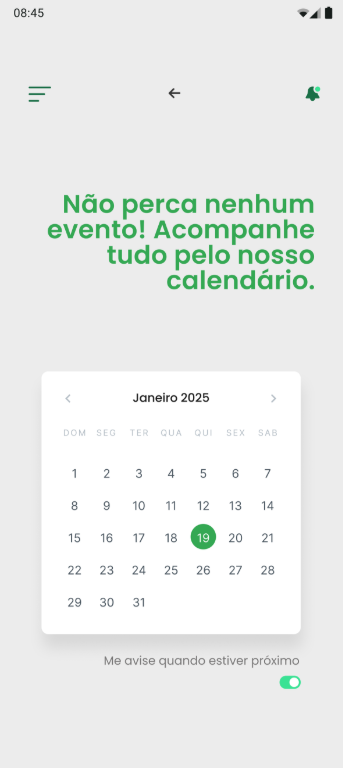 08:45
Não perca nenhum
evento! Acompanhe
tudo pelo nosso
calendário.
Janeiro 2025
DOM SEG TER QUA QUI SEX SAB
1 2 3 4 5 6 7
8 9 10 11 12 13 14
15 16 17 18 19 20 21
22 23 24 25 26 27 28
29 30 31
Me avise quando estiver próximo